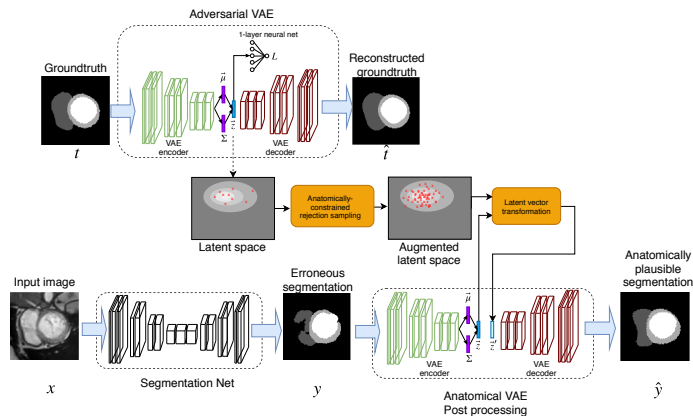 Adversarial VAE
1-layer neural net
L
Groundtruth
Reconstructed
groundtruth
μ⃗
Σ
z⃗
VAE
encoder
VAE
decoder
t
t̂
Anatomically-
constrained
rejection sampling
Latent vector
transformation
Latent space
Augmented
latent space
Input image
Erroneous
segmentation
Anatomically
plausible
segmentation
μ⃗
Σ
z⃗
z⃗'
VAE
encoder
VAE
decoder
Segmentation Net
Anatomical VAE
Post processing
x
y
ŷ